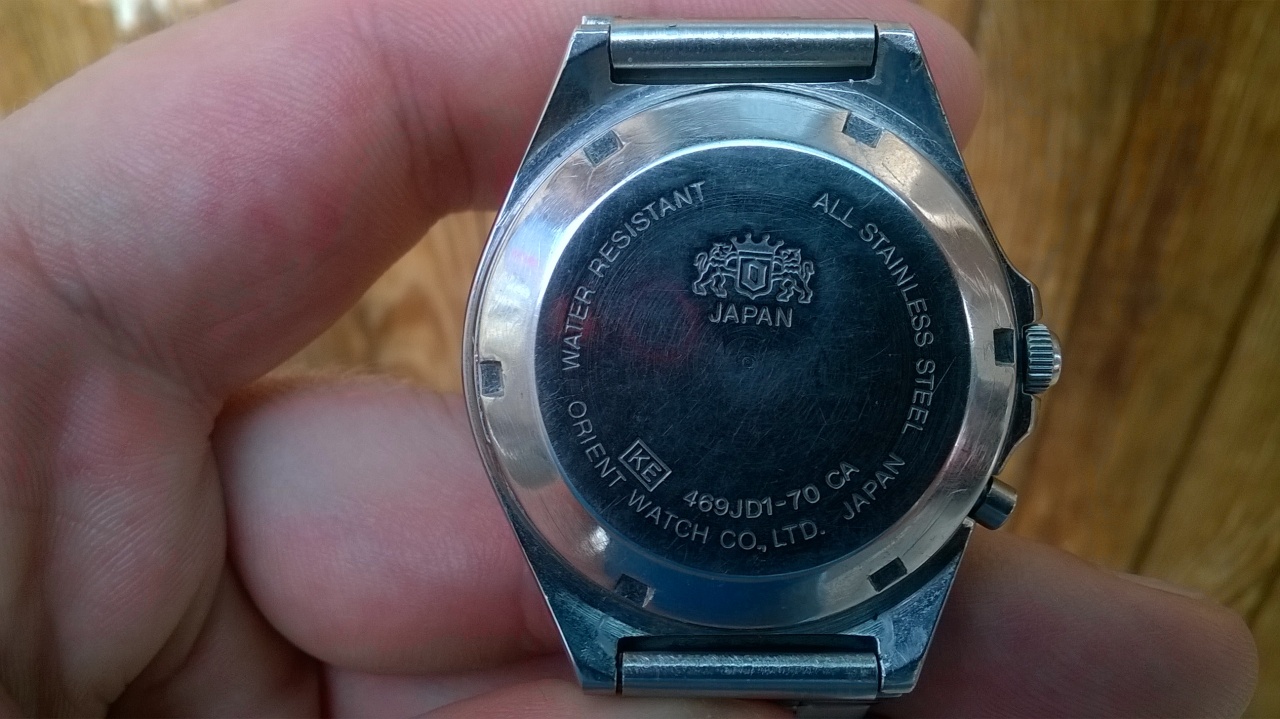 WATER RESISTANT
ALL STAINLESS STEEL
JAPAN
KE
469JD1-70 CA
ORIENT WATCH CO., LTD. JAPAN